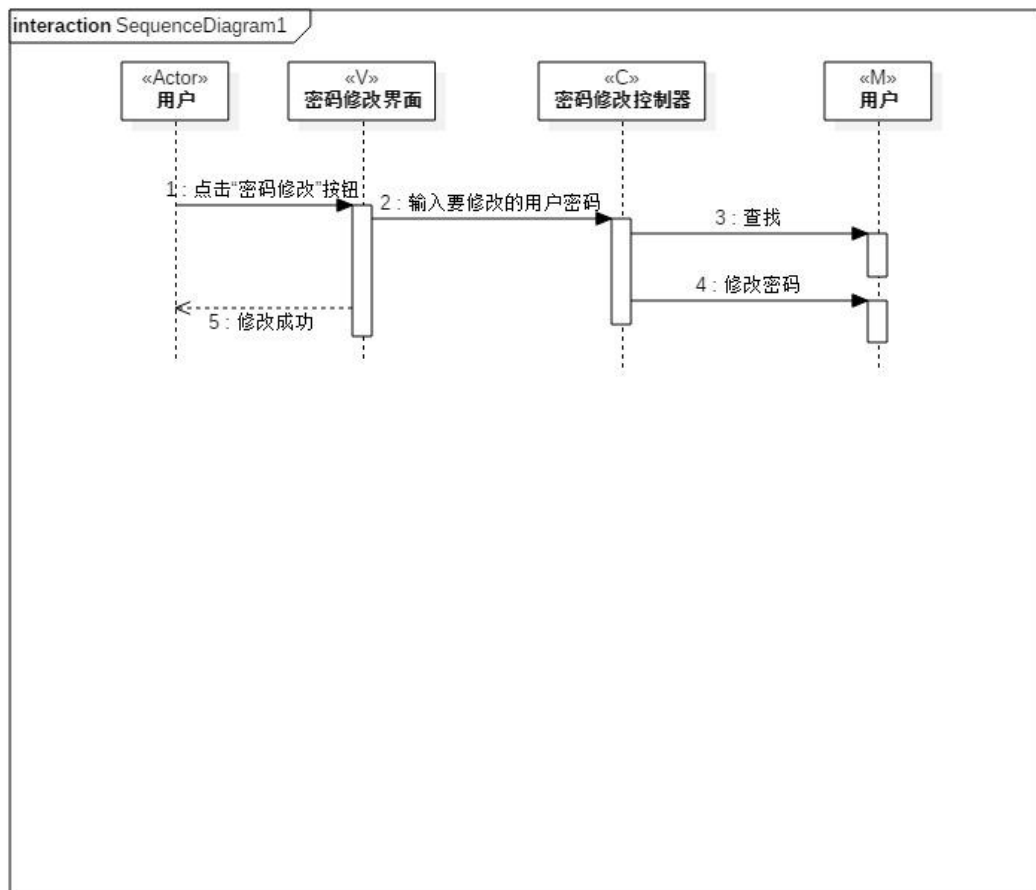 interaction SequenceDiagram1
«Actor»
用户
«V»
密码修改界面
«C»
密码修改控制器
«M»
用户
1 : 点击“密码修改”按钮
2 : 输入要修改的用户密码
3 : 查找
4 : 修改密码
5 : 修改成功